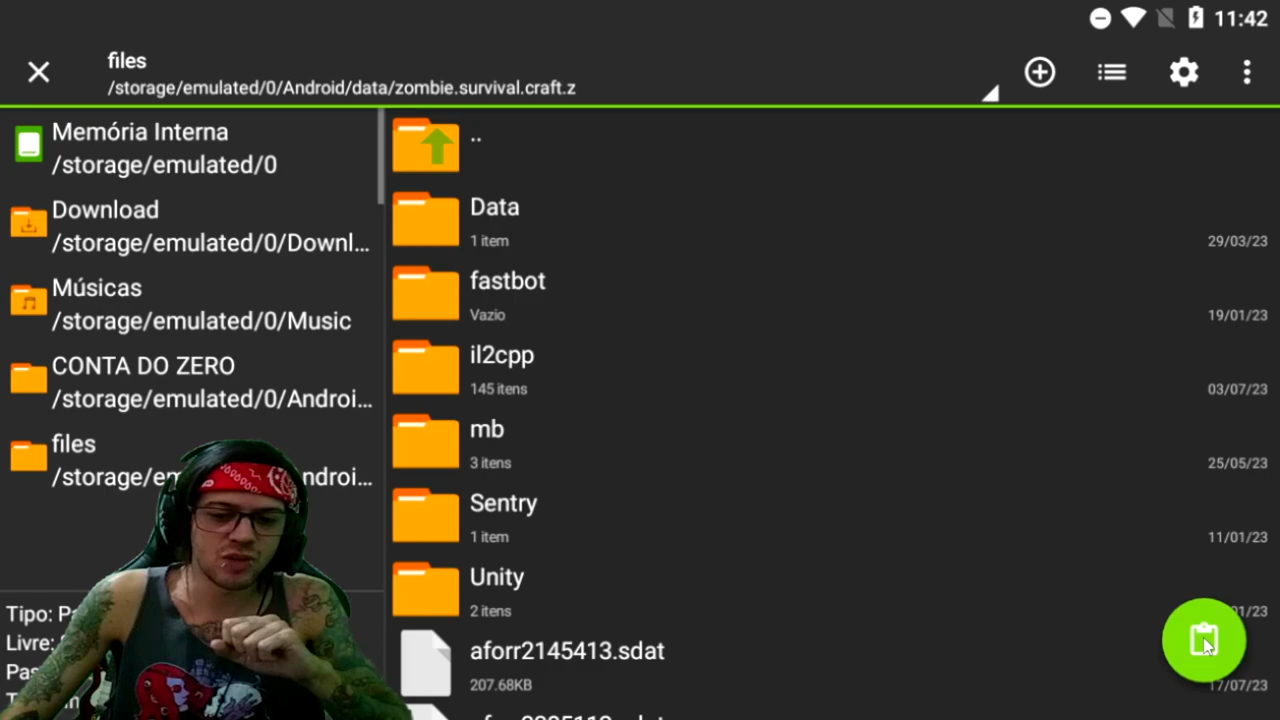 11:42
files
/storage/emulated/0/Android/data/zombie.survival.craft.z
Memória Interna
/storage/emulated/0
Download
/storage/emulated/0/Downl...
Músicas
/storage/emulated/0/Music
CONTA DO ZERO
/storage/emulated/0/Androi...
files
..
Data
1 item
29/03/23
fastbot
Vazio
19/01/23
il2cpp
145 itens
03/07/23
mb
3 itens
25/05/23
Sentry
1 item
11/01/23
Unity
2 itens
aforr2145413.sdat
207.68KB
17/07/23
Tipo:
Livre: